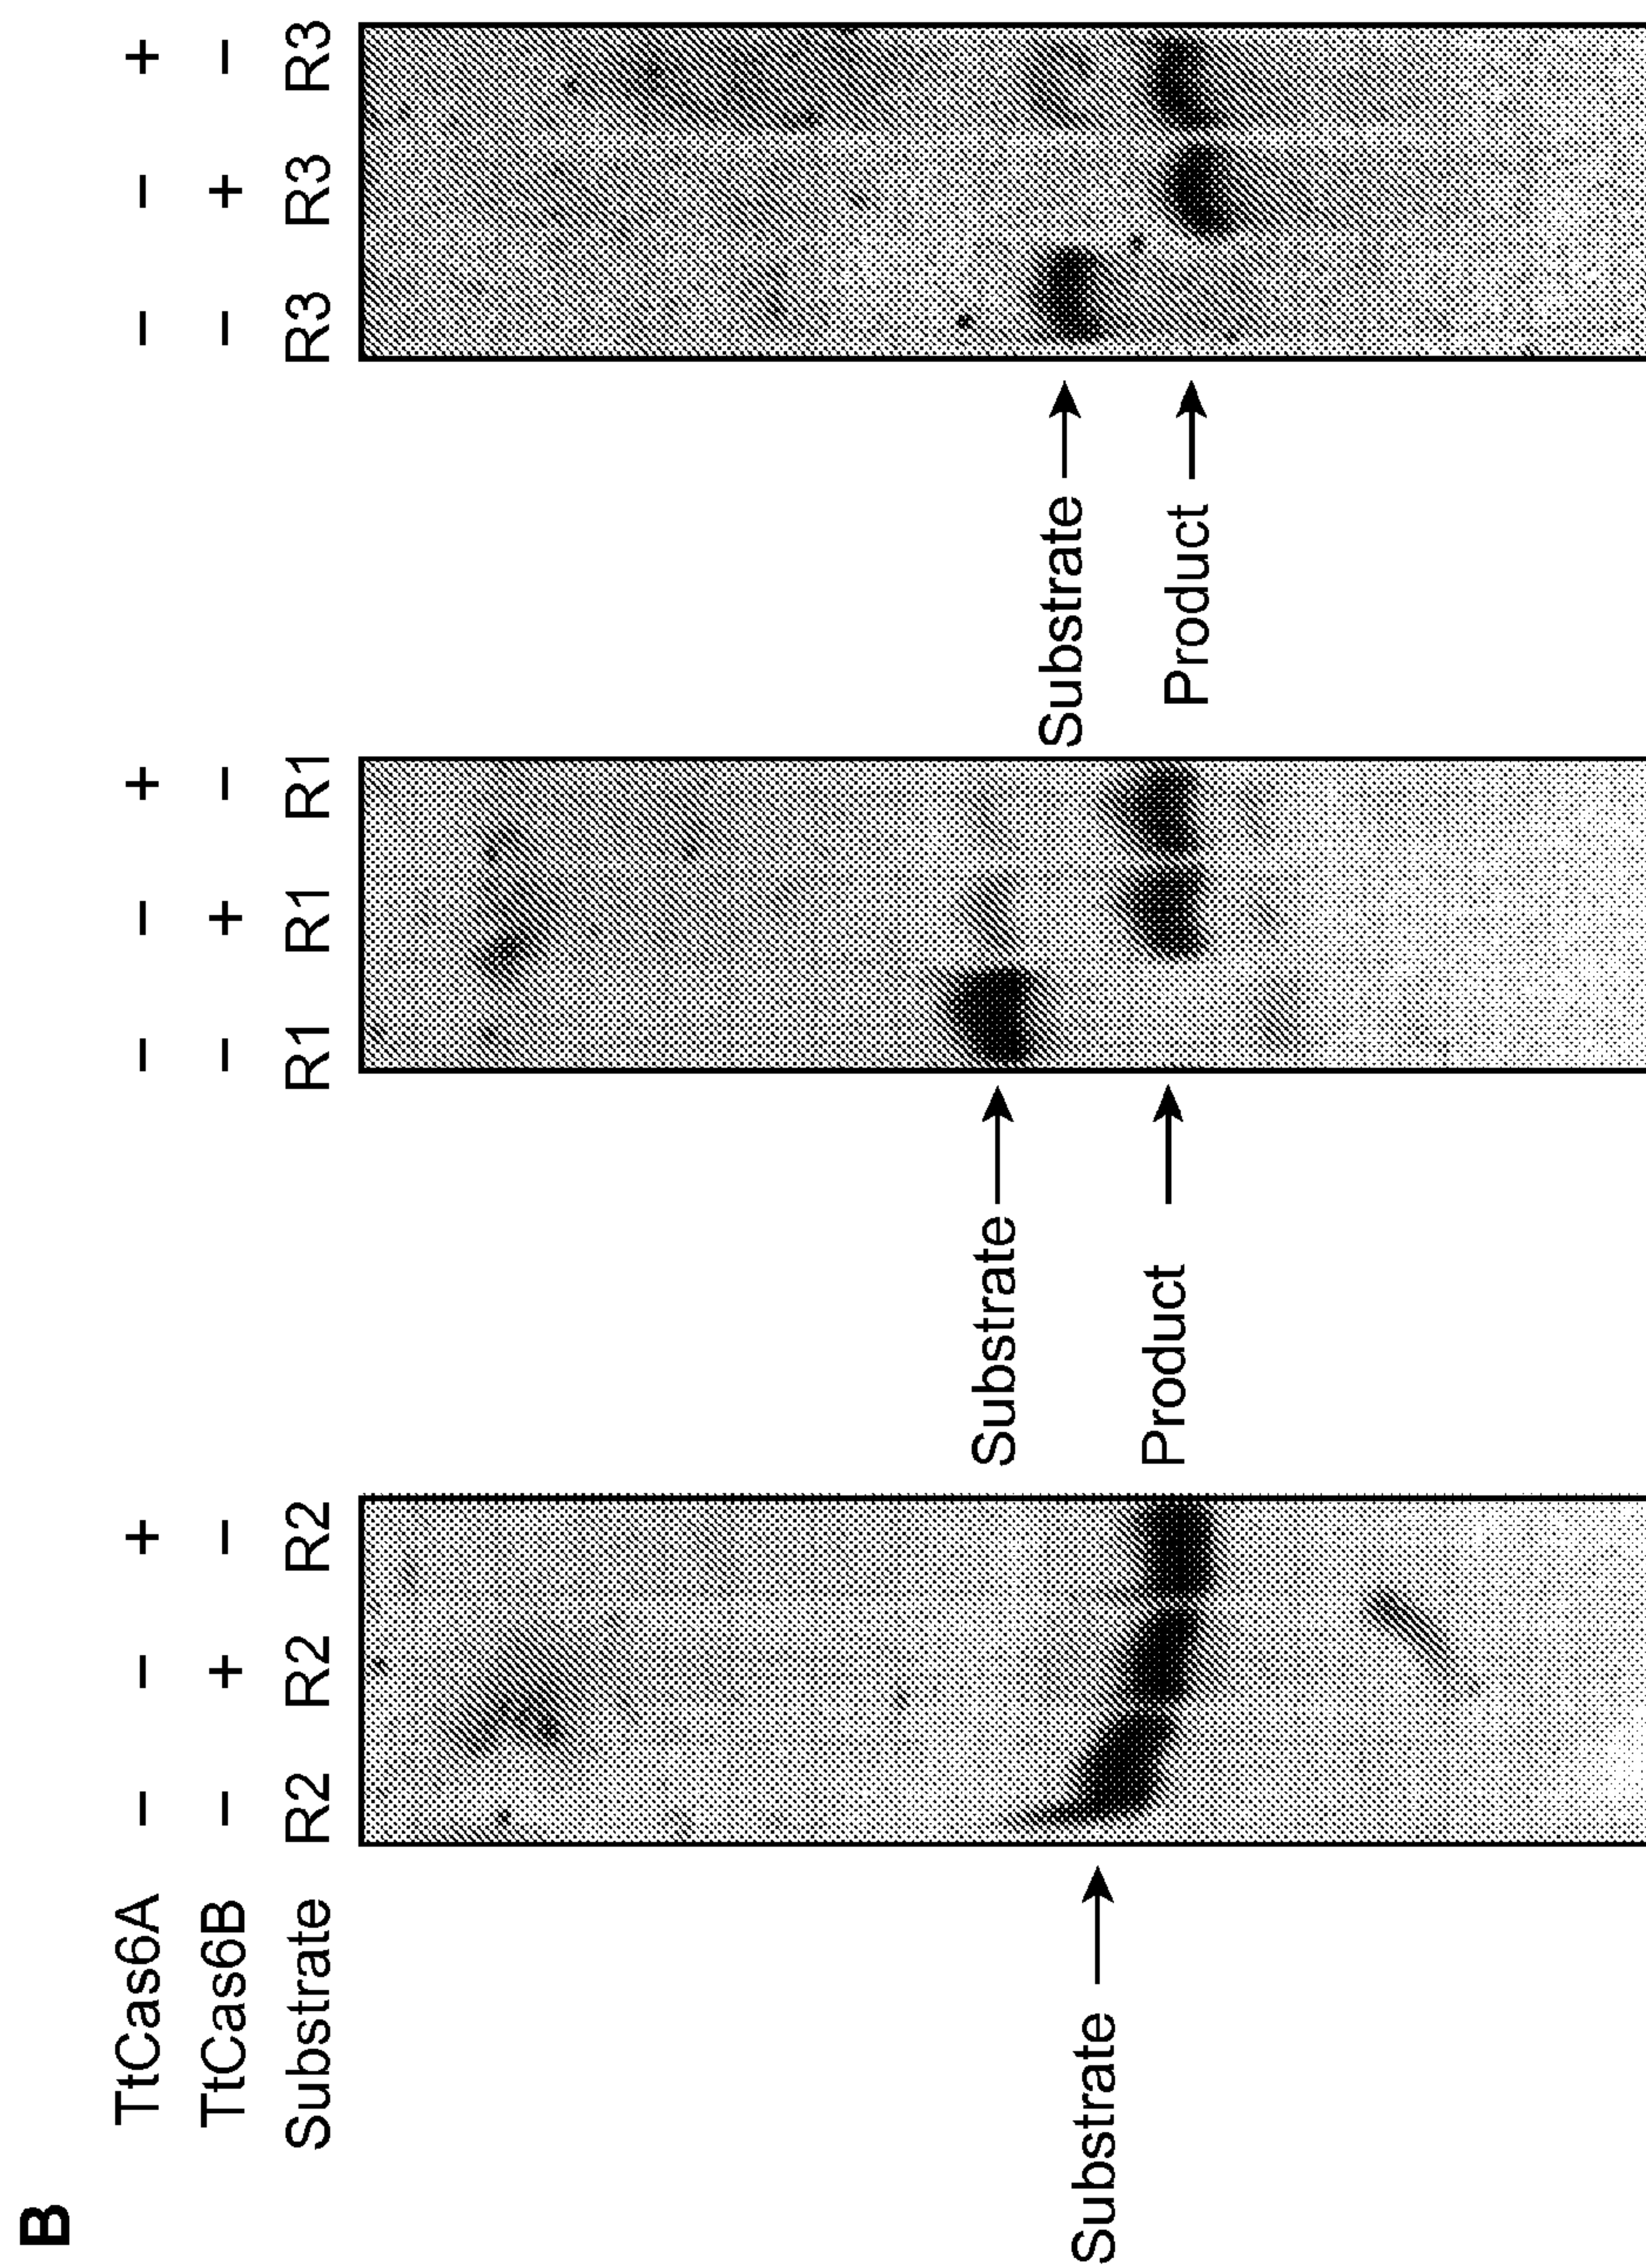 B
TtCas6A − − + − − + − − +
TtCas6B − + − − + − − + −
Substrate R2 R2 R2 R1 R1 R1 R3 R3 R3
Substrate
Substrate
Product
Substrate
Product